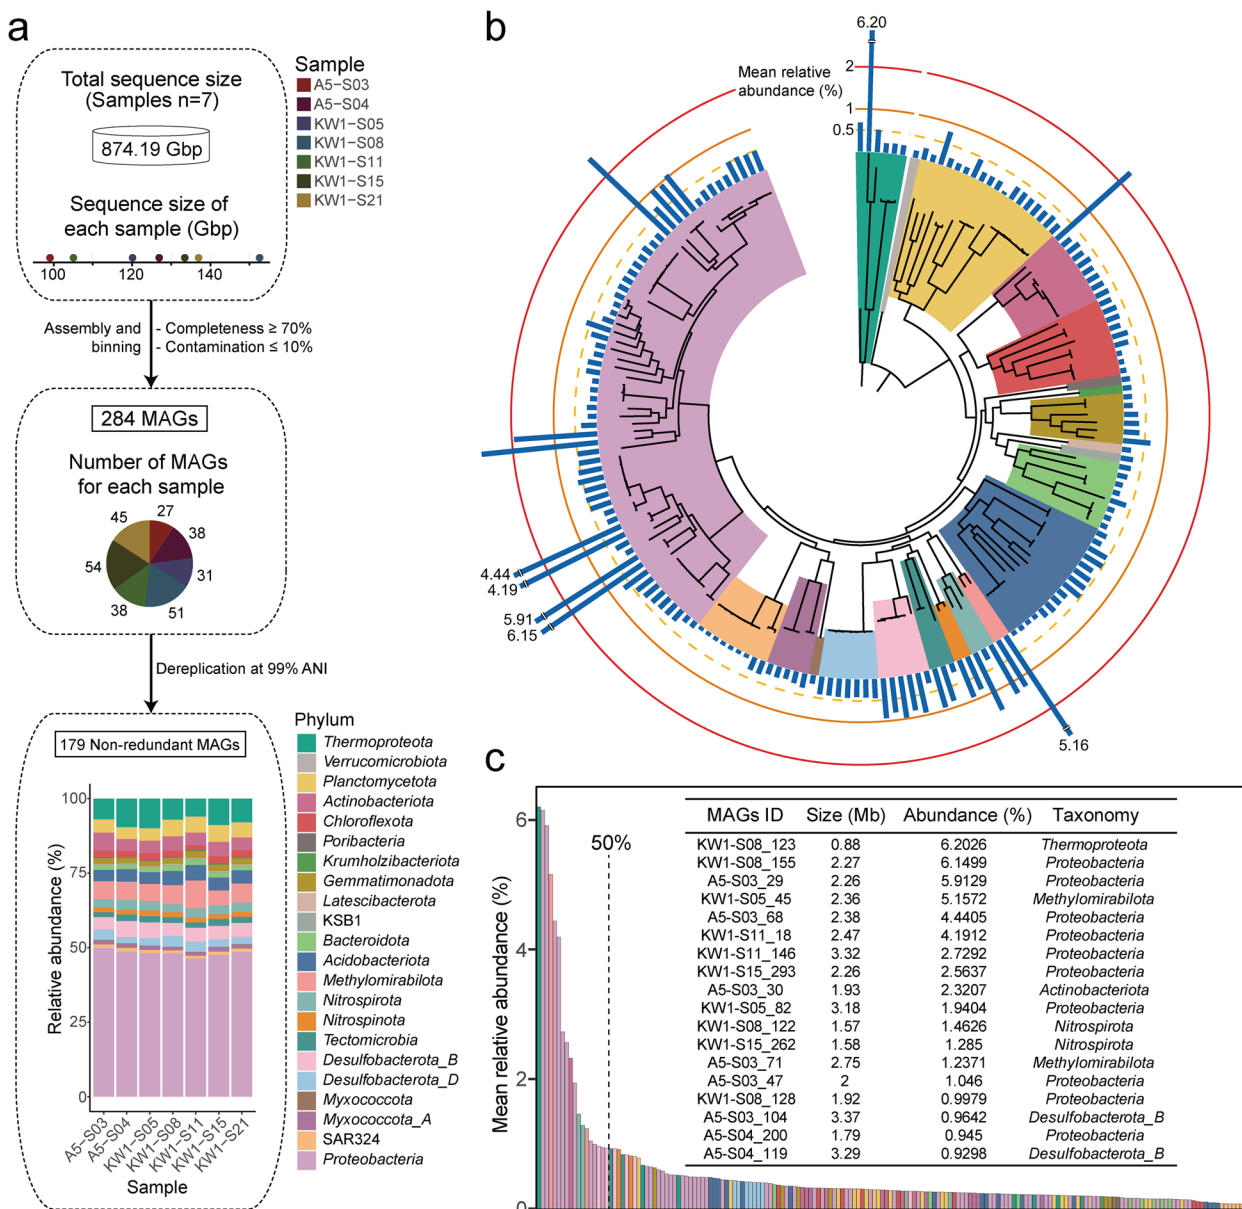 a
Total sequence size
(Samples n=7)
874.19 Gbp
Sequence size of
each sample (Gbp)
100
120
140
Sample
A5−S03
A5−S04
KW1−S05
KW1−S08
KW1−S11
KW1−S15
KW1−S21
Assembly and
binning
- Completeness ≥ 70%
- Contamination ≤ 10%
284 MAGs
Number of MAGs
for each sample
45
27
38
54
31
38
51
Dereplication at 99% ANI
179 Non-redundant MAGs
Relative abundance (%)
100
75
50
25
0
A5−S03
A5−S04
KW1−S05
KW1−S08
KW1−S11
KW1−S15
KW1−S21
Sample
Phylum
Thermoproteota
Verrucomicrobiota
Planctomycetota
Actinobacteriota
Chloroflexota
Poribacteria
Krumholzibacteriota
Gemmatimonadota
Latescibacterota
KSB1
Bacteroidota
Acidobacteriota
Methylomirabilota
Nitrospirota
Nitrospinota
Tectomicrobia
Desulfobacterota_B
Desulfobacterota_D
Myxococcota
Myxococcota_A
SAR324
Proteobacteria
b
6.20
Mean relative
abundance (%)
2
1
0.5
4.44
4.19
5.91
6.15
5.16
c
Mean relative abundance (%)
6
4
2
0
50%
MAGs ID Size (Mb) Abundance (%) Taxonomy
KW1-S08_123 0.88 6.2026 Thermoproteota
KW1-S08_155 2.27 6.1499 Proteobacteria
A5-S03_29 2.26 5.9129 Proteobacteria
KW1-S05_45 2.36 5.1572 Methylomirabilota
A5-S03_68 2.38 4.4405 Proteobacteria
KW1-S11_18 2.47 4.1912 Proteobacteria
KW1-S11_146 3.32 2.7292 Proteobacteria
KW1-S15_293 2.26 2.5637 Proteobacteria
A5-S03_30 1.93 2.3207 Actinobacteriota
KW1-S05_82 3.18 1.9404 Proteobacteria
KW1-S08_122 1.57 1.4626 Nitrospirota
KW1-S15_262 1.58 1.285 Nitrospirota
A5-S03_71 2.75 1.2371 Methylomirabilota
A5-S03_47 2 1.046 Proteobacteria
KW1-S08_128 1.92 0.9979 Proteobacteria
A5-S03_104 3.37 0.9642 Desulfobacterota_B
A5-S04_200 1.79 0.945 Proteobacteria
A5-S04_119 3.29 0.9298 Desulfobacterota_B